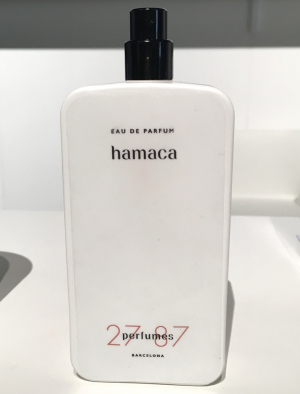 EAU DE PARFUM
hamaca
27 87
perfumes
BARCELONA